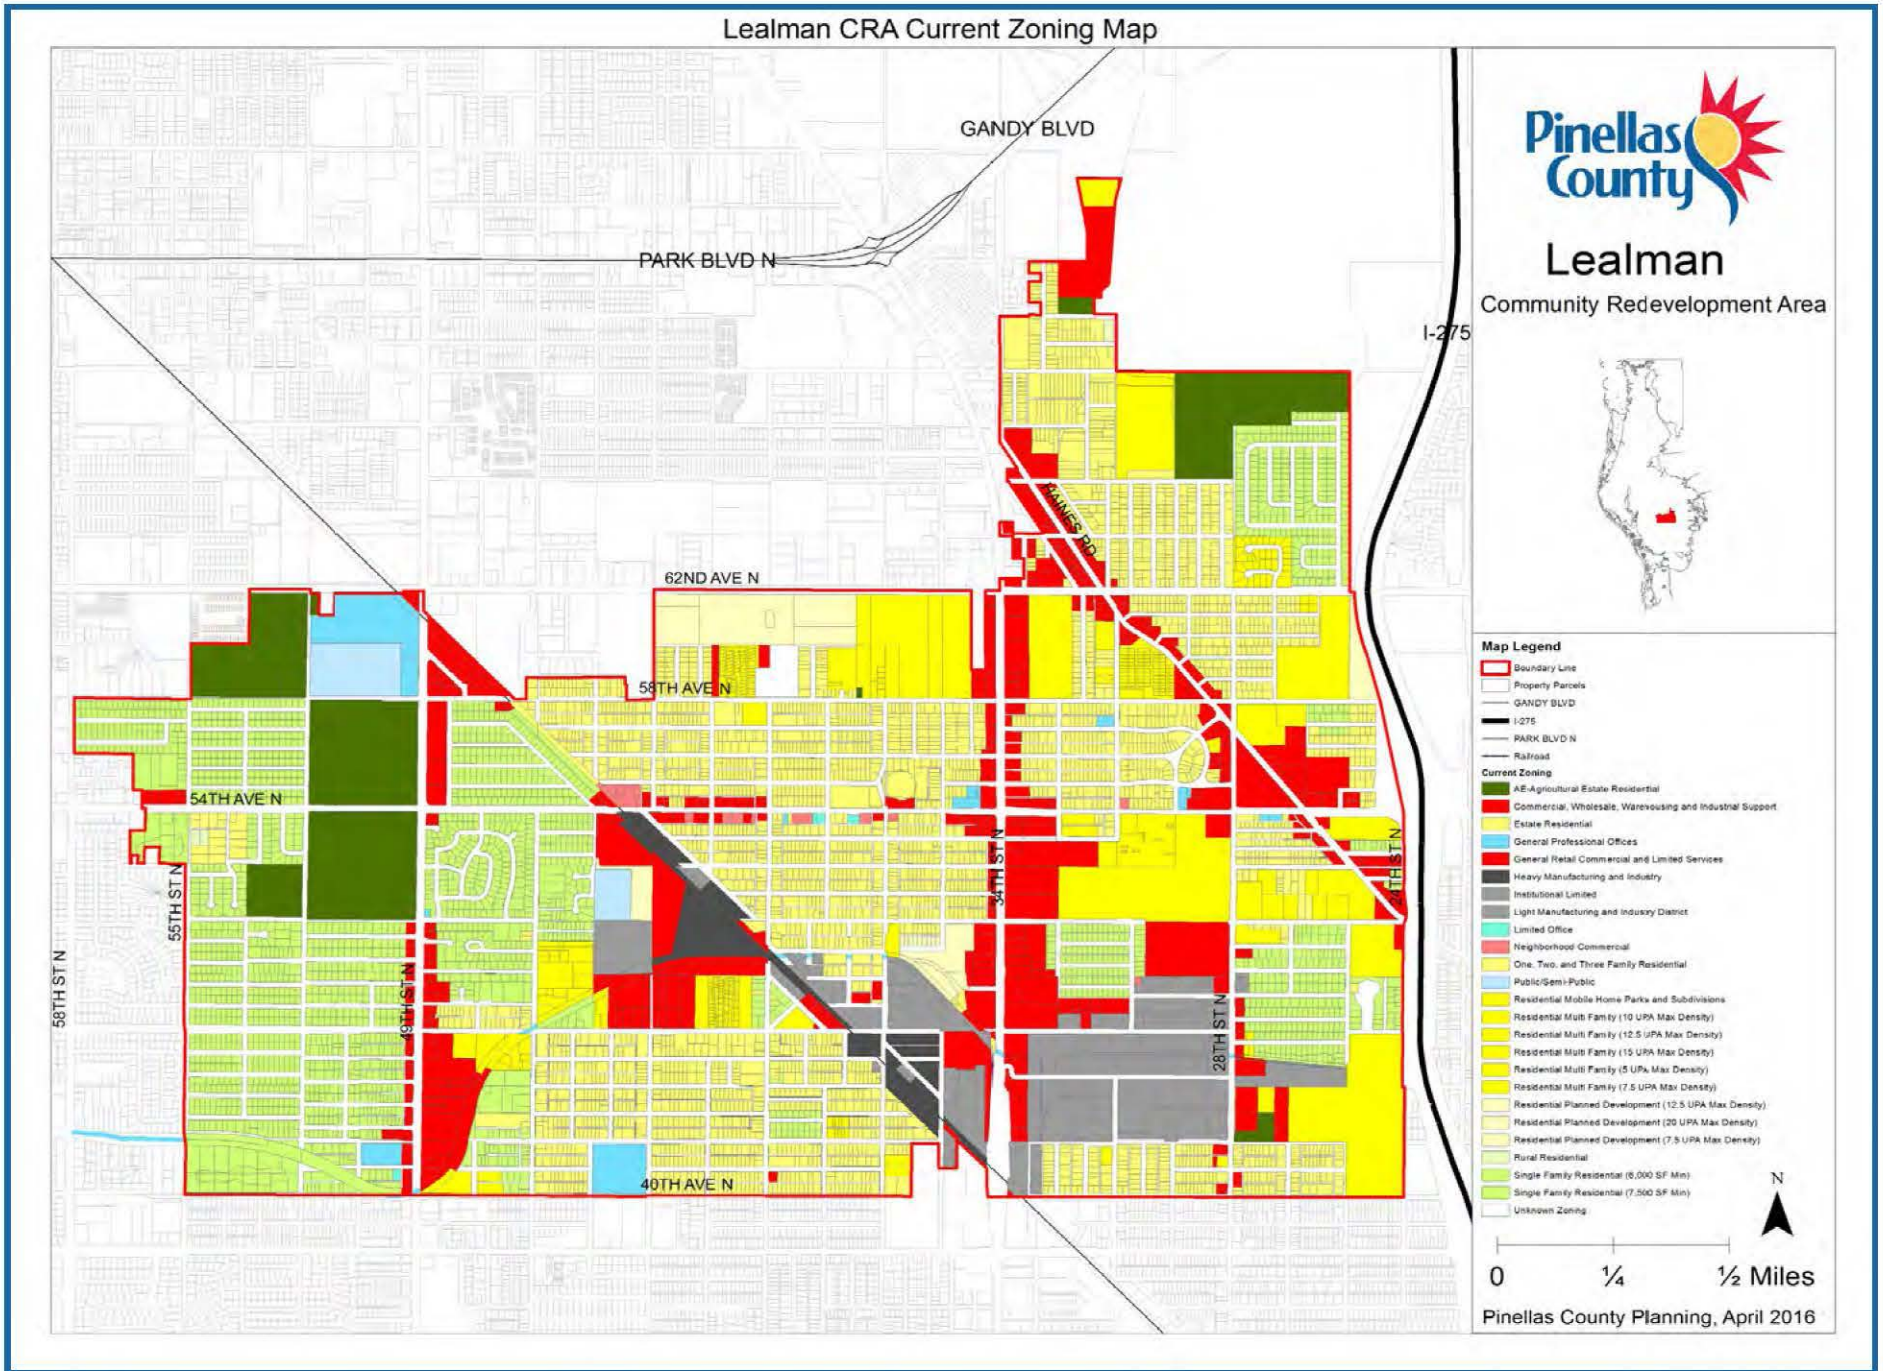 Lealman CRA Current Zoning Map
GANDY BLVD
PARK BLVD N
I-275
HAINES RD
62ND AVE N
58TH AVE N
54TH AVE N
34TH ST N
24TH ST N
55TH ST N
58TH ST N
49TH ST N
28TH ST N
40TH AVE N
Pinellas
County
Lealman
Community Redevelopment Area
Map Legend
Boundary Line
Property Parcels
GANDY BLVD
I-275
PARK BLVD N
Railroad
Current Zoning
AE-Agricultural Estate Residential
Commercial, Wholesale, Warehousing and Industrial Support
Estate Residential
General Professional Offices
General Retail Commercial and Limited Services
Heavy Manufacturing and Industry
Institutional Limited
Light Manufacturing and Industry District
Limited Office
Neighborhood Commercial
One, Two, and Three Family Residential
Public/Semi-Public
Residential Mobile Home Parks and Subdivisions
Residential Multi Family (10 UPA Max Density)
Residential Multi Family (12.5 UPA Max Density)
Residential Multi Family (15 UPA Max Density)
Residential Multi Family (5 UPA Max Density)
Residential Multi Family (7.5 UPA Max Density)
Residential Planned Development (12.5 UPA Max Density)
Residential Planned Development (20 UPA Max Density)
Residential Planned Development (7.5 UPA Max Density)
Rural Residential
Single Family Residential (6,000 SF Min)
Single Family Residential (7,500 SF Min)
Unknown Zoning
N
0 ¼ ½ Miles
Pinellas County Planning, April 2016